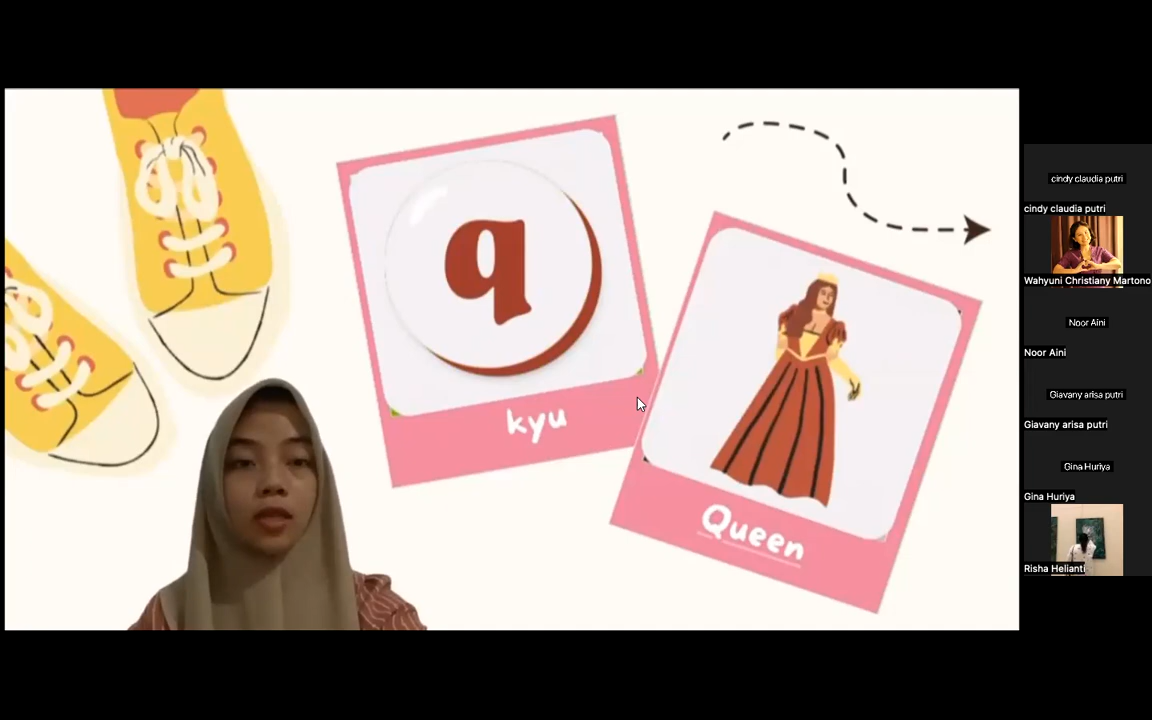 q
kyu
Queen
cindy claudia putri
cindy claudia putri
Wahyuni Christiany Martono
Noor Aini
Noor Aini
Giavany arisa putri
Giavany arisa putri
Gina Huriya
Gina Huriya
Risha Helianti